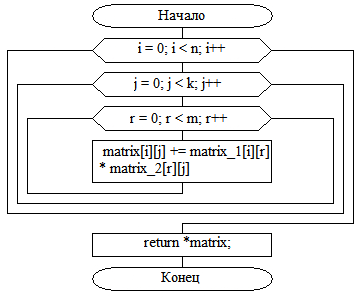 Начало
i = 0; i < n; i++
j = 0; j < k; j++
r = 0; r < m; r++
matrix[i][j] += matrix_1[i][r]
* matrix_2[r][j]
return *matrix;
Конец